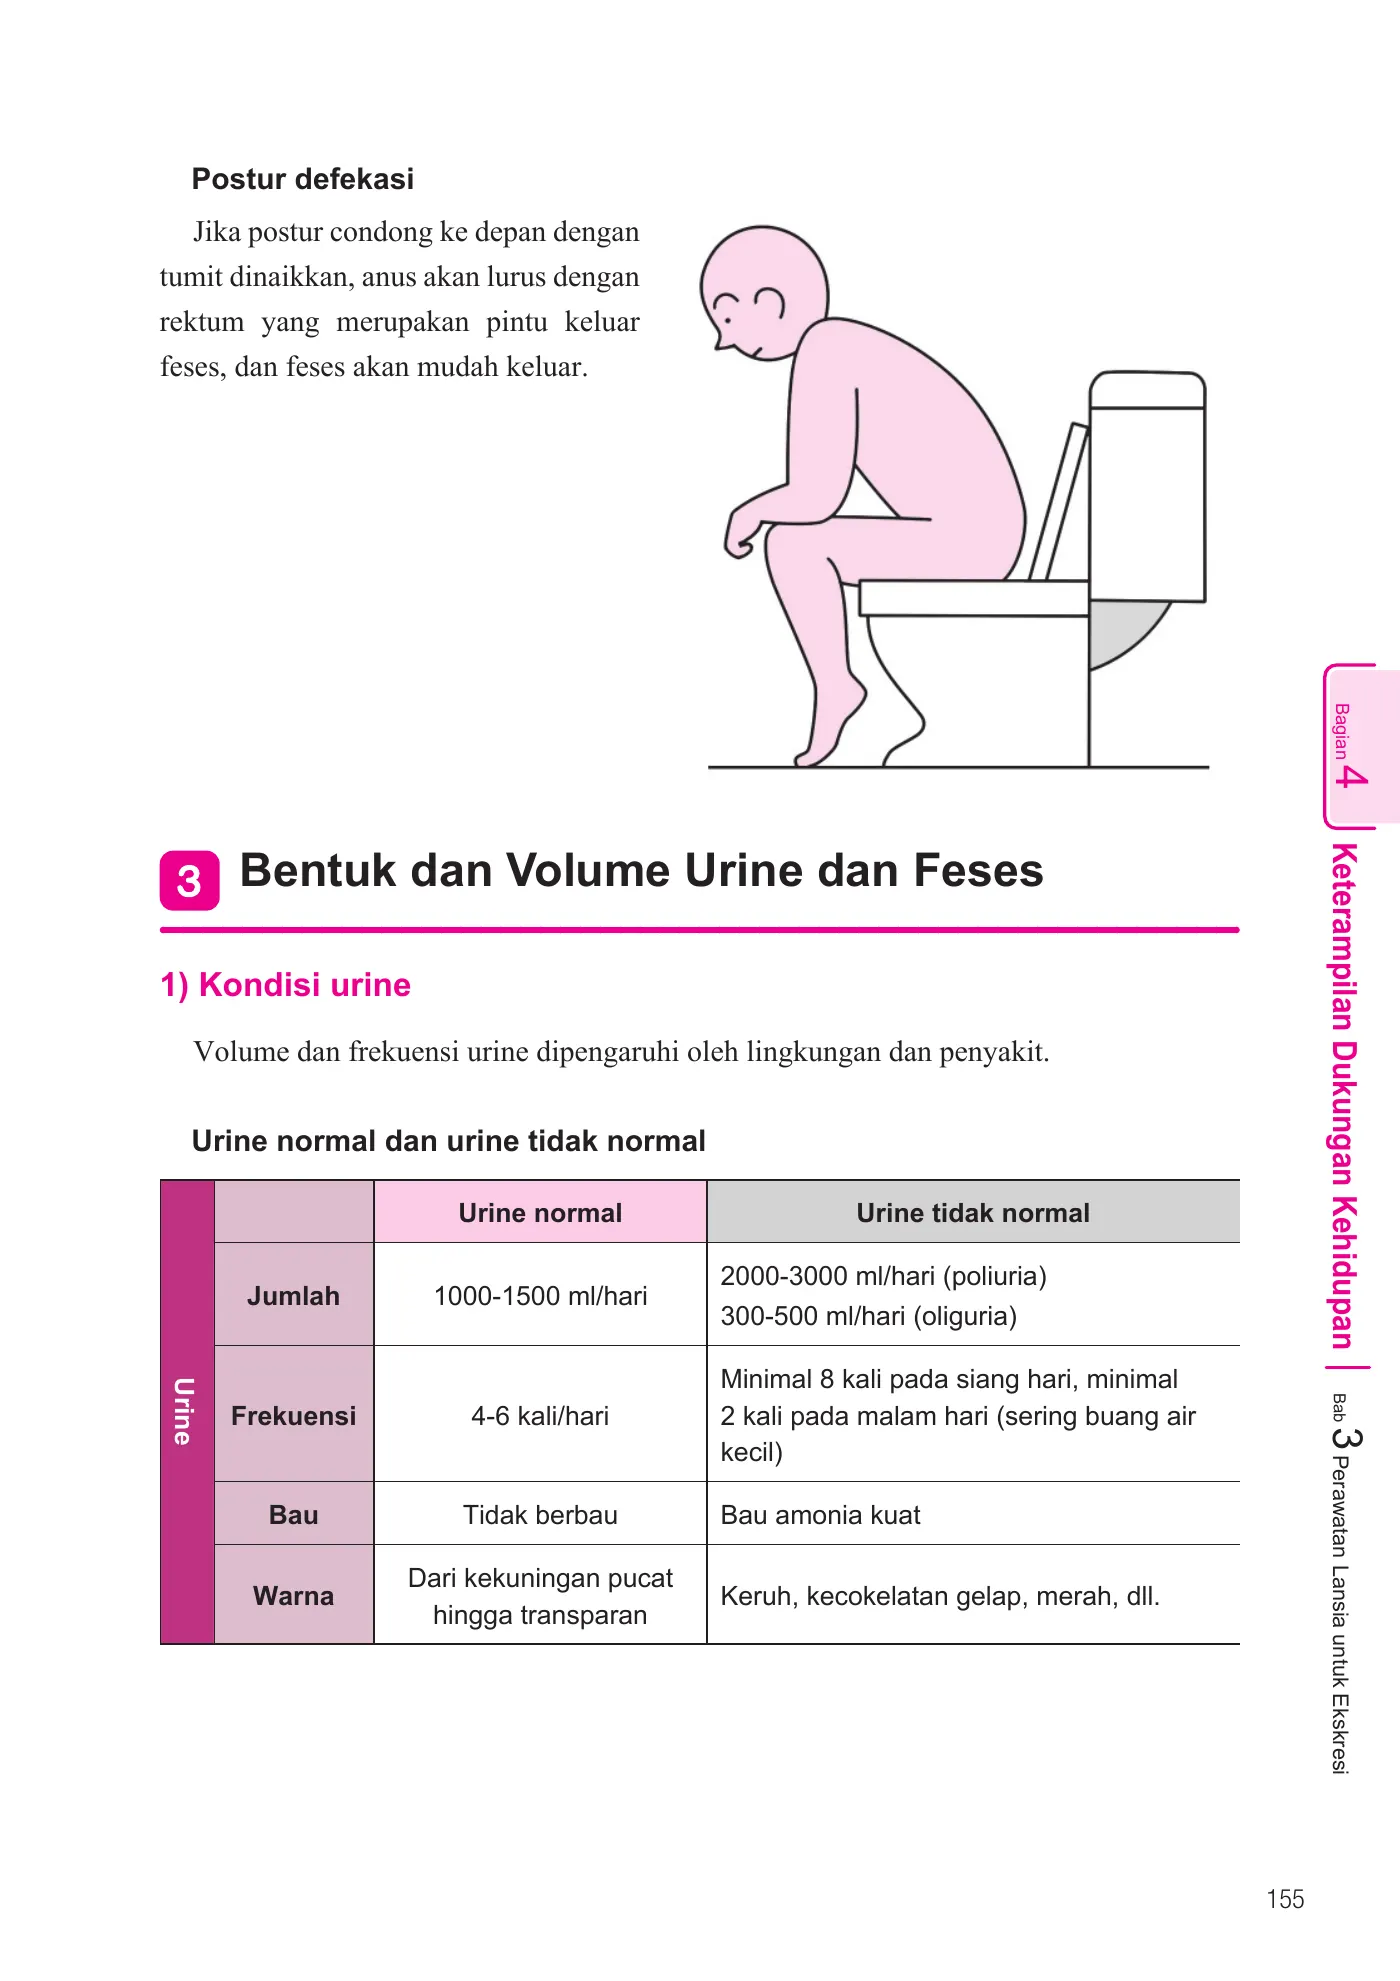 Postur defekasi
Jika postur condong ke depan dengan
tumit dinaikkan, anus akan lurus dengan
rektum yang merupakan pintu keluar
feses, dan feses akan mudah keluar.
3 Bentuk dan Volume Urine dan Feses
1) Kondisi urine
Volume dan frekuensi urine dipengaruhi oleh lingkungan dan penyakit.
Urine normal dan urine tidak normal
Urine
Urine normal
Urine tidak normal
Jumlah
1000-1500 ml/hari
2000-3000 ml/hari (poliuria)
300-500 ml/hari (oliguria)
Frekuensi
4-6 kali/hari
Minimal 8 kali pada siang hari, minimal
2 kali pada malam hari (sering buang air
kecil)
Bau
Tidak berbau
Bau amonia kuat
Warna
Dari kekuningan pucat
hingga transparan
Keruh, kecokelatan gelap, merah, dll.
Bagian 4
Keterampilan Dukungan Kehidupan
Bab 3 Perawatan Lansia untuk Ekskresi
155